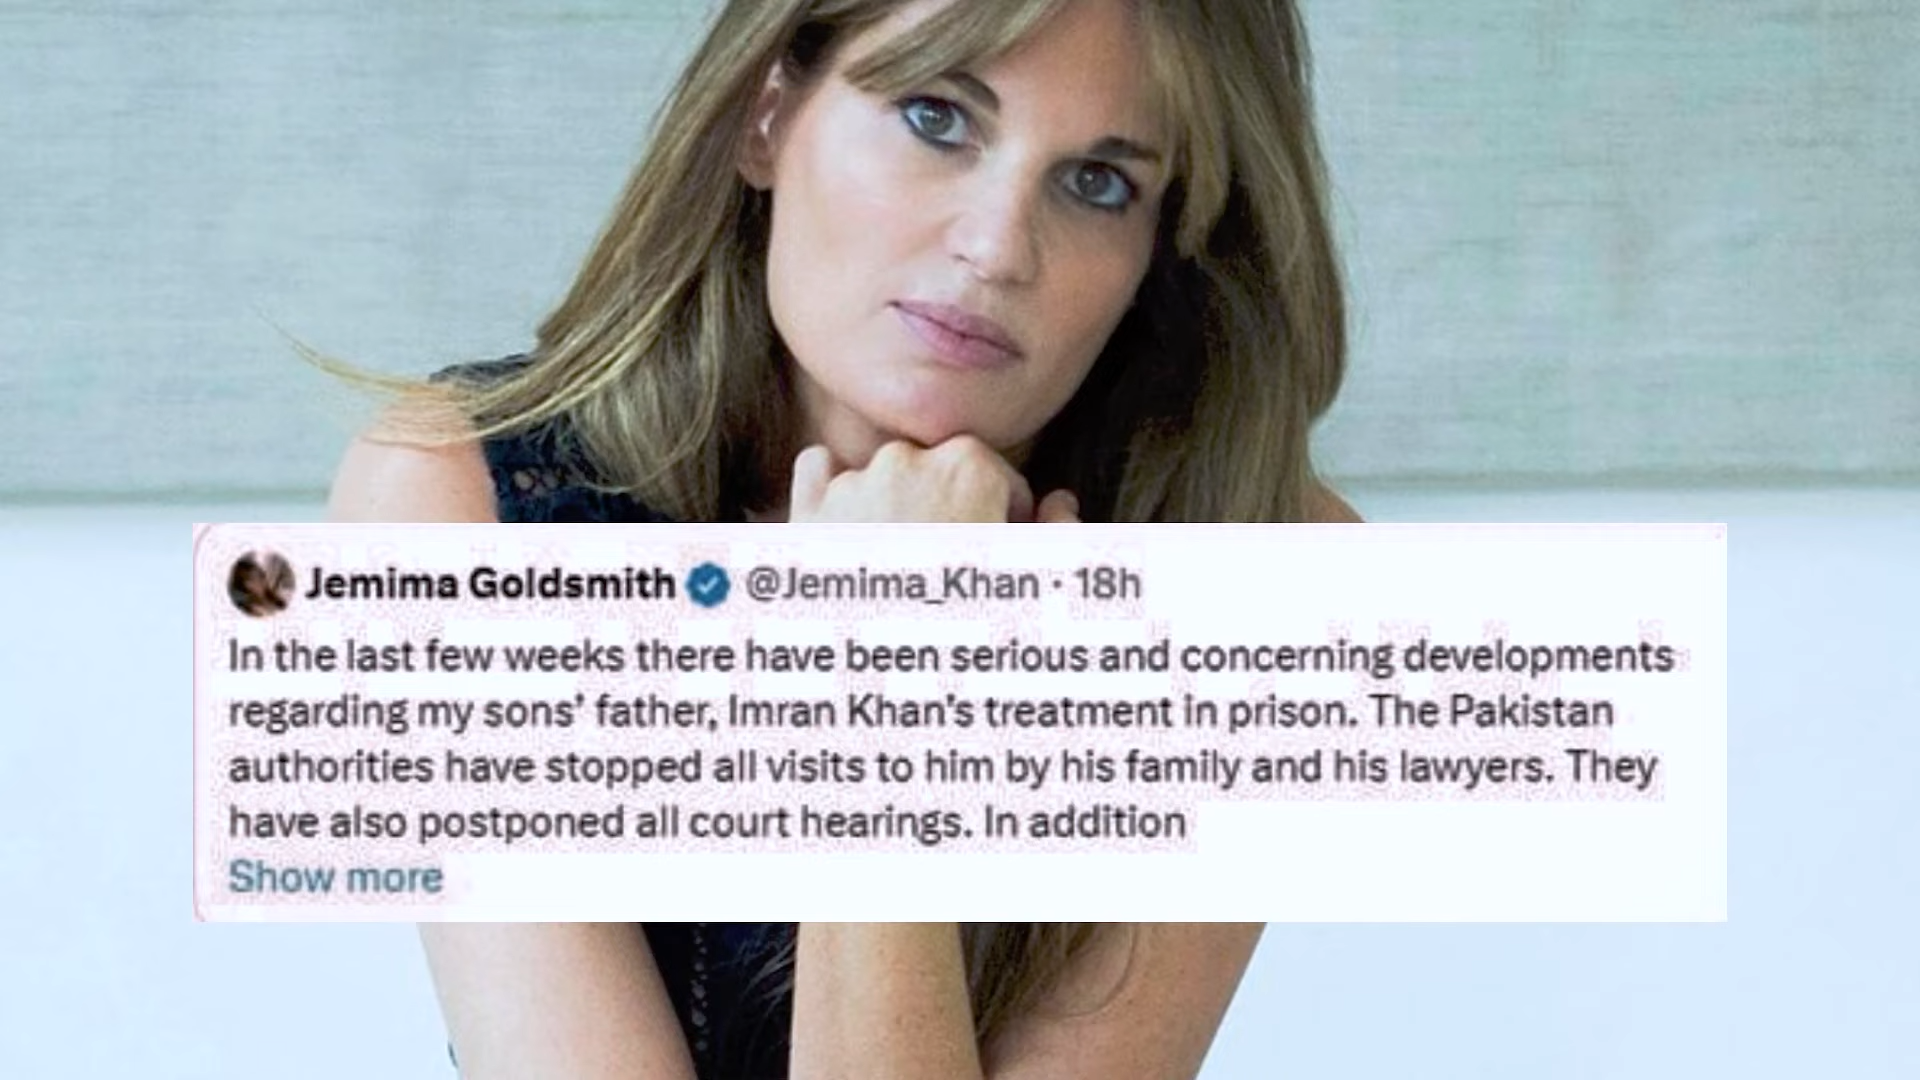 Jemima Goldsmith @Jemima_Khan · 18h
In the last few weeks there have been serious and concerning developments
regarding my sons’ father, Imran Khan’s treatment in prison. The Pakistan
authorities have stopped all visits to him by his family and his lawyers. They
have also postponed all court hearings. In addition
Show more